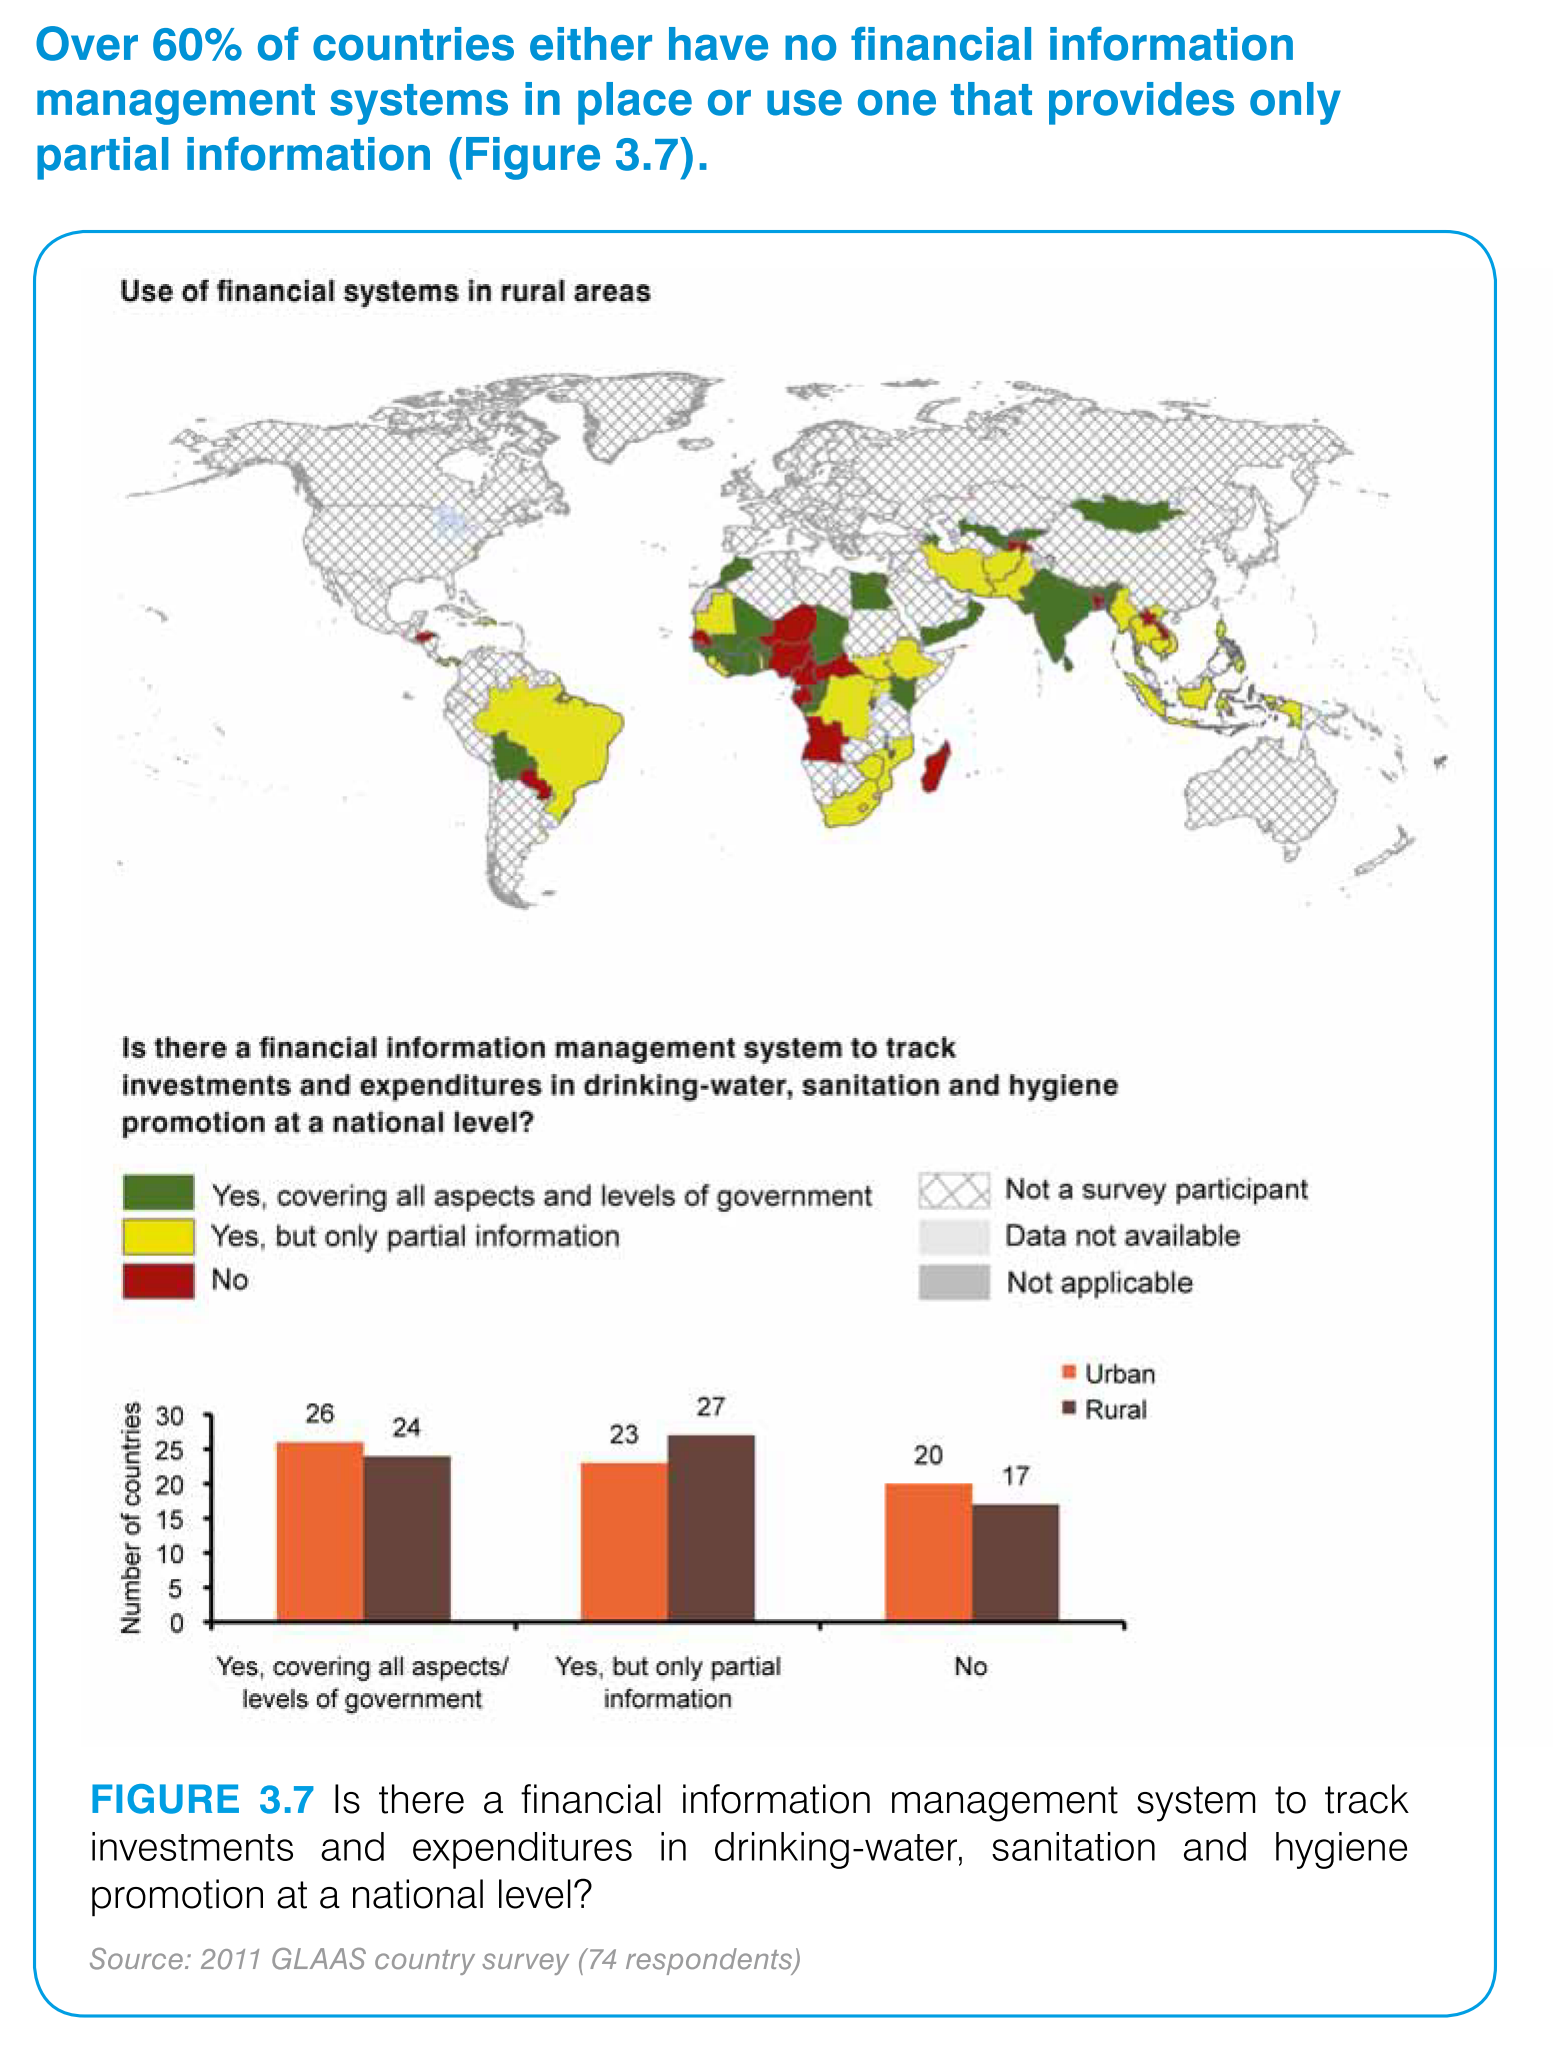 Over 60% of countries either have no financial information
management systems in place or use one that provides only
partial information (Figure 3.7).
Use of financial systems in rural areas
Is there a financial information management system to track
investments and expenditures in drinking-water, sanitation and hygiene
promotion at a national level?
Yes, covering all aspects and levels of government
Yes, but only partial information
No
Not a survey participant
Data not available
Not applicable
Urban
Rural
Number of countries
30
25
20
15
10
5
0
26
24
23
27
20
17
Yes, covering all aspects/
levels of government
Yes, but only partial
information
No
FIGURE 3.7 Is there a financial information management system to track
investments and expenditures in drinking-water, sanitation and hygiene
promotion at a national level?
Source: 2011 GLAAS country survey (74 respondents)